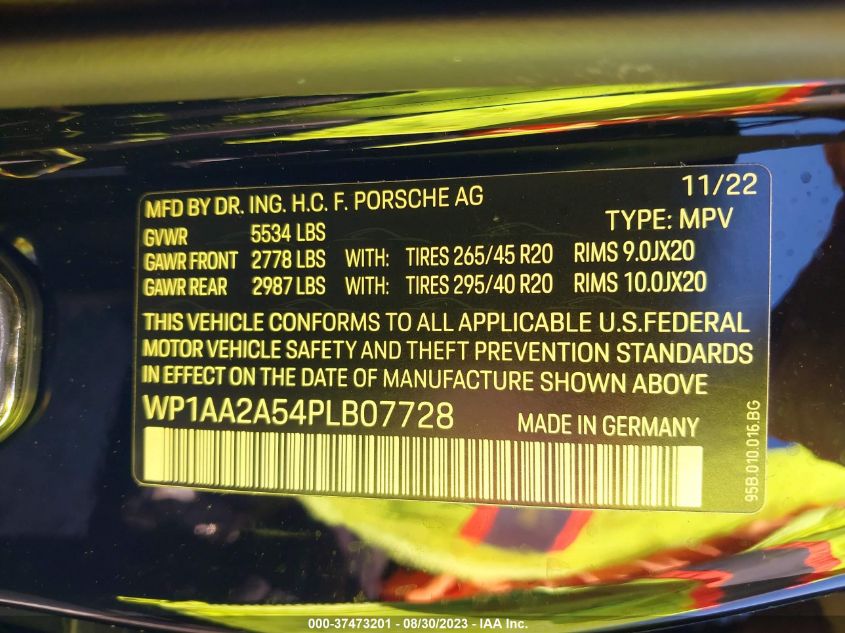 MFD BY DR. ING. H.C. F. PORSCHE AG 11/22
TYPE: MPV
GVWR 5534 LBS
GAWR FRONT 2778 LBS WITH: TIRES 265/45 R20 RIMS 9.0JX20
GAWR REAR 2987 LBS WITH: TIRES 295/40 R20 RIMS 10.0JX20
THIS VEHICLE CONFORMS TO ALL APPLICABLE U.S.FEDERAL
MOTOR VEHICLE SAFETY AND THEFT PREVENTION STANDARDS
IN EFFECT ON THE DATE OF MANUFACTURE SHOWN ABOVE
WP1AA2A54PLB07728 MADE IN GERMANY
95B.010.016.BG
000-37473201 - 08/30/2023 - IAA Inc.